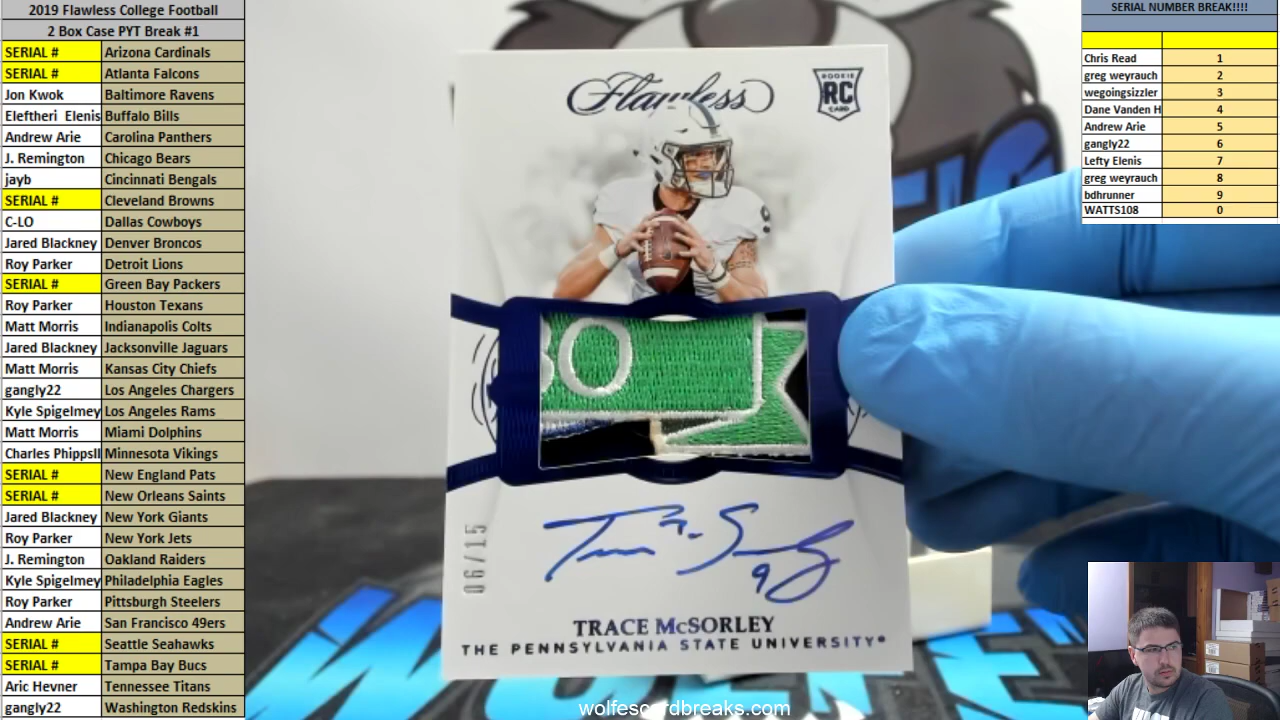 2019 Flawless College Football
2 Box Case PYT Break #1
SERIAL # Arizona Cardinals
SERIAL # Atlanta Falcons
Jon Kwok Baltimore Ravens
Eleftheri Elenis Buffalo Bills
Andrew Arie Carolina Panthers
J. Remington Chicago Bears
jayb Cincinnati Bengals
SERIAL # Cleveland Browns
C-LO Dallas Cowboys
Jared Blackney Denver Broncos
Roy Parker Detroit Lions
SERIAL # Green Bay Packers
Roy Parker Houston Texans
Matt Morris Indianapolis Colts
Jared Blackney Jacksonville Jaguars
Matt Morris Kansas City Chiefs
gangly22 Los Angeles Chargers
Kyle Spigelmey Los Angeles Rams
Matt Morris Miami Dolphins
Charles Phippsll Minnesota Vikings
SERIAL # New England Pats
SERIAL # New Orleans Saints
Jared Blackney New York Giants
Roy Parker New York Jets
J. Remington Oakland Raiders
Kyle Spigelmey Philadelphia Eagles
Roy Parker Pittsburgh Steelers
Andrew Arie San Francisco 49ers
SERIAL # Seattle Seahawks
SERIAL # Tampa Bay Bucs
Aric Hevner Tennessee Titans
gangly22 Washington Redskins
Flawless
ROOKIE
RC
CARD
06/15
9
TRACE McSORLEY
THE PENNSYLVANIA STATE UNIVERSITY®
wolfescardbreaks.com
SERIAL NUMBER BREAK!!!!
Chris Read 1
greg weyrauch 2
wegoingsizzler 3
Dane Vanden H 4
Andrew Arie 5
gangly22 6
Lefty Elenis 7
greg weyrauch 8
bdhrunner 9
WATTS108 0